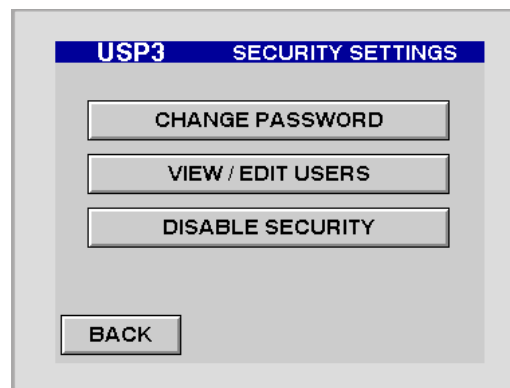 USP3 SECURITY SETTINGS
CHANGE PASSWORD
VIEW / EDIT USERS
DISABLE SECURITY
BACK